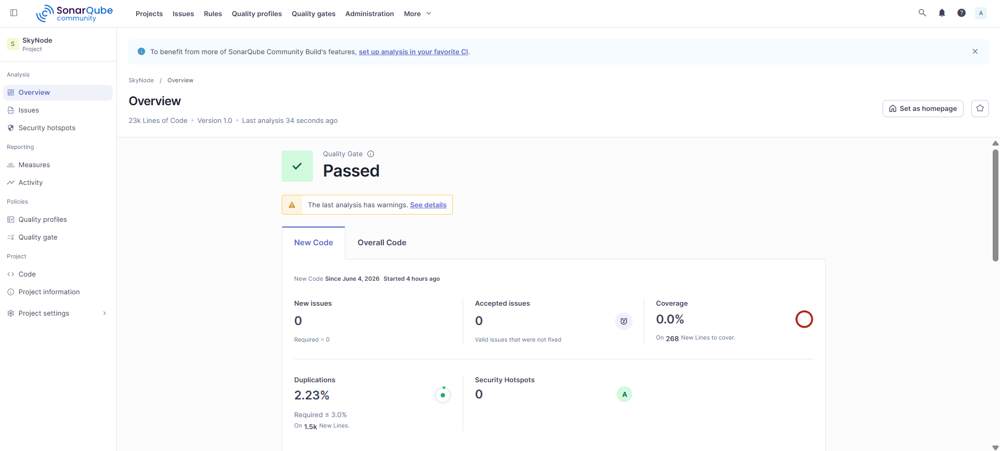 SonarQube
community
Projects Issues Rules Quality profiles Quality gates Administration More
A
S
SkyNode
Project
Analysis
Overview
Issues
Security hotspots
Reporting
Measures
Activity
Policies
Quality profiles
Quality gate
Project
Code
Project information
Project settings
To benefit from more of SonarQube Community Build's features, set up analysis in your favorite CI.
SkyNode / Overview
Overview
Set as homepage
23k Lines of Code • Version 1.0 • Last analysis 34 seconds ago
Quality Gate
Passed
The last analysis has warnings. See details
New Code Overall Code
New Code Since June 4, 2026 Started 4 hours ago
New issues
0
Required = 0
Accepted issues
0
Valid issues that were not fixed
Coverage
0.0%
On 268 New Lines to cover.
Duplications
2.23%
Required ≤ 3.0%
On 1.5k New Lines.
Security Hotspots
0
A